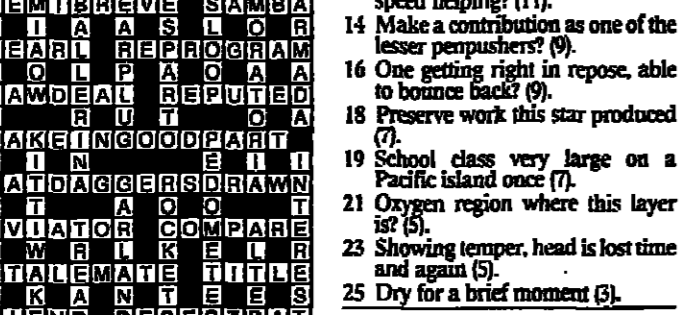 EMIBREVE SAMBA
I A S L O R
EARL REPROGRAM
O L P A O A A
AWDEAL REPUTED
R U T O A
AKEINGOODPART
I N E I I
ATDAGGERSDRAWN
T A O O T
VIATOR COMPARE
W R L K E L R
TALEMATE TITLE
K A N T E E S
speed helping? (11).
14 Make a contribution as one of the
lesser penpushers? (9).
16 One getting right in repose, able
to bounce back? (9).
18 Preserve work this star produced
(7).
19 School class very large on a
Pacific island once (7).
21 Oxygen region where this layer
is? (5).
23 Showing temper, head is lost time
and again (5).
25 Dry for a brief moment (3).